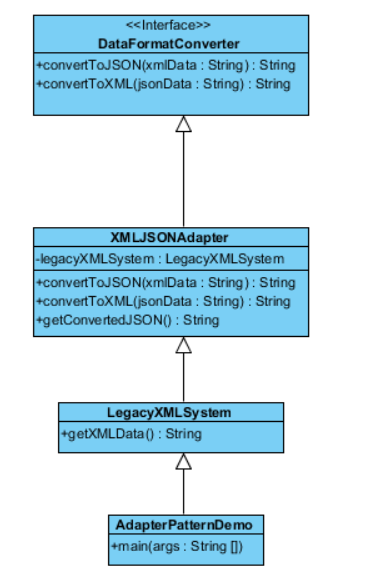 <<Interface>>
DataFormatConverter
+convertToJSON(xmlData : String) : String
+convertToXML(jsonData : String) : String
XMLJSONAdapter
-legacyXMLSystem : LegacyXMLSystem
+convertToJSON(xmlData : String) : String
+convertToXML(jsonData : String) : String
+getConvertedJSON() : String
LegacyXMLSystem
+getXMLData() : String
AdapterPatternDemo
+main(args : String [])